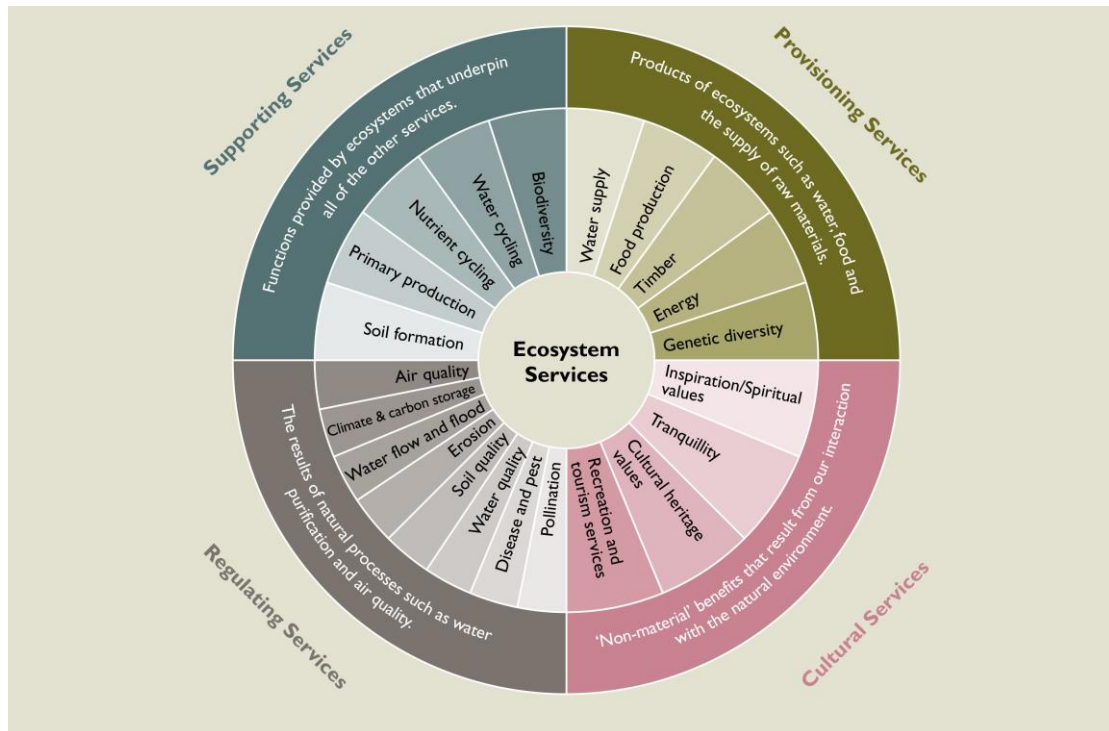 Supporting Services
Functions provided by ecosystems that underpin
all of the other services.
Soil formation
Primary production
Nutrient cycling
Water cycling
Biodiversity
Provisioning Services
Products of ecosystems such as water, food and
the supply of raw materials.
Water supply
Food production
Timber
Energy
Genetic diversity
Ecosystem
Services
Cultural Services
'Non-material' benefits that result from our interaction
with the natural environment.
Inspiration/Spiritual
values
Tranquillity
Cultural heritage
values
Recreation and
tourism services
Regulating Services
The results of natural processes such as water
purification and air quality.
Air quality
Climate & carbon storage
Water flow and flood
Erosion
Soil quality
Water quality
Disease and pest
Pollination